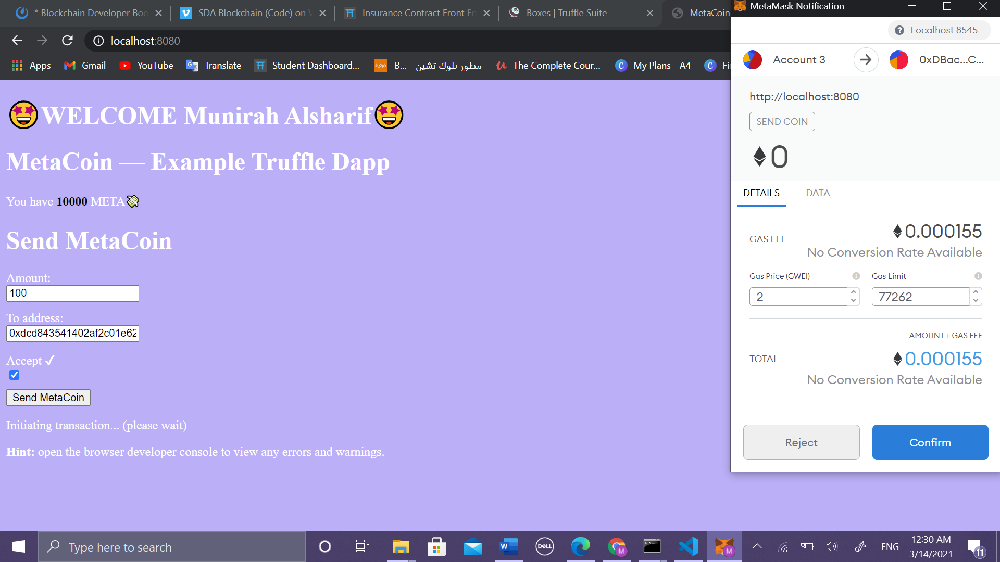 * Blockchain Developer Boo
SDA Blockchain (Code) on V
Insurance Contract Front En
Boxes | Truffle Suite
MetaCoin
localhost:8080
Apps
Gmail
YouTube
Translate
Student Dashboard...
B... - مطور بلوك تشين
The Complete Cour...
My Plans - A4
WELCOME Munirah Alsharif
MetaCoin — Example Truffle Dapp
You have 10000 META
Send MetaCoin
Amount:
100
To address:
0xdcd843541402af2c01e62
Accept ✓
Send MetaCoin
Initiating transaction... (please wait)
Hint: open the browser developer console to view any errors and warnings.
MetaMask Notification
Localhost 8545
Account 3
0xDBac...C...
http://localhost:8080
SEND COIN
0
DETAILS
DATA
GAS FEE
0.000155
No Conversion Rate Available
Gas Price (GWEI)
Gas Limit
2
77262
AMOUNT + GAS FEE
TOTAL
0.000155
No Conversion Rate Available
Reject
Confirm
Type here to search
DELL
ENG
12:30 AM
3/14/2021
11